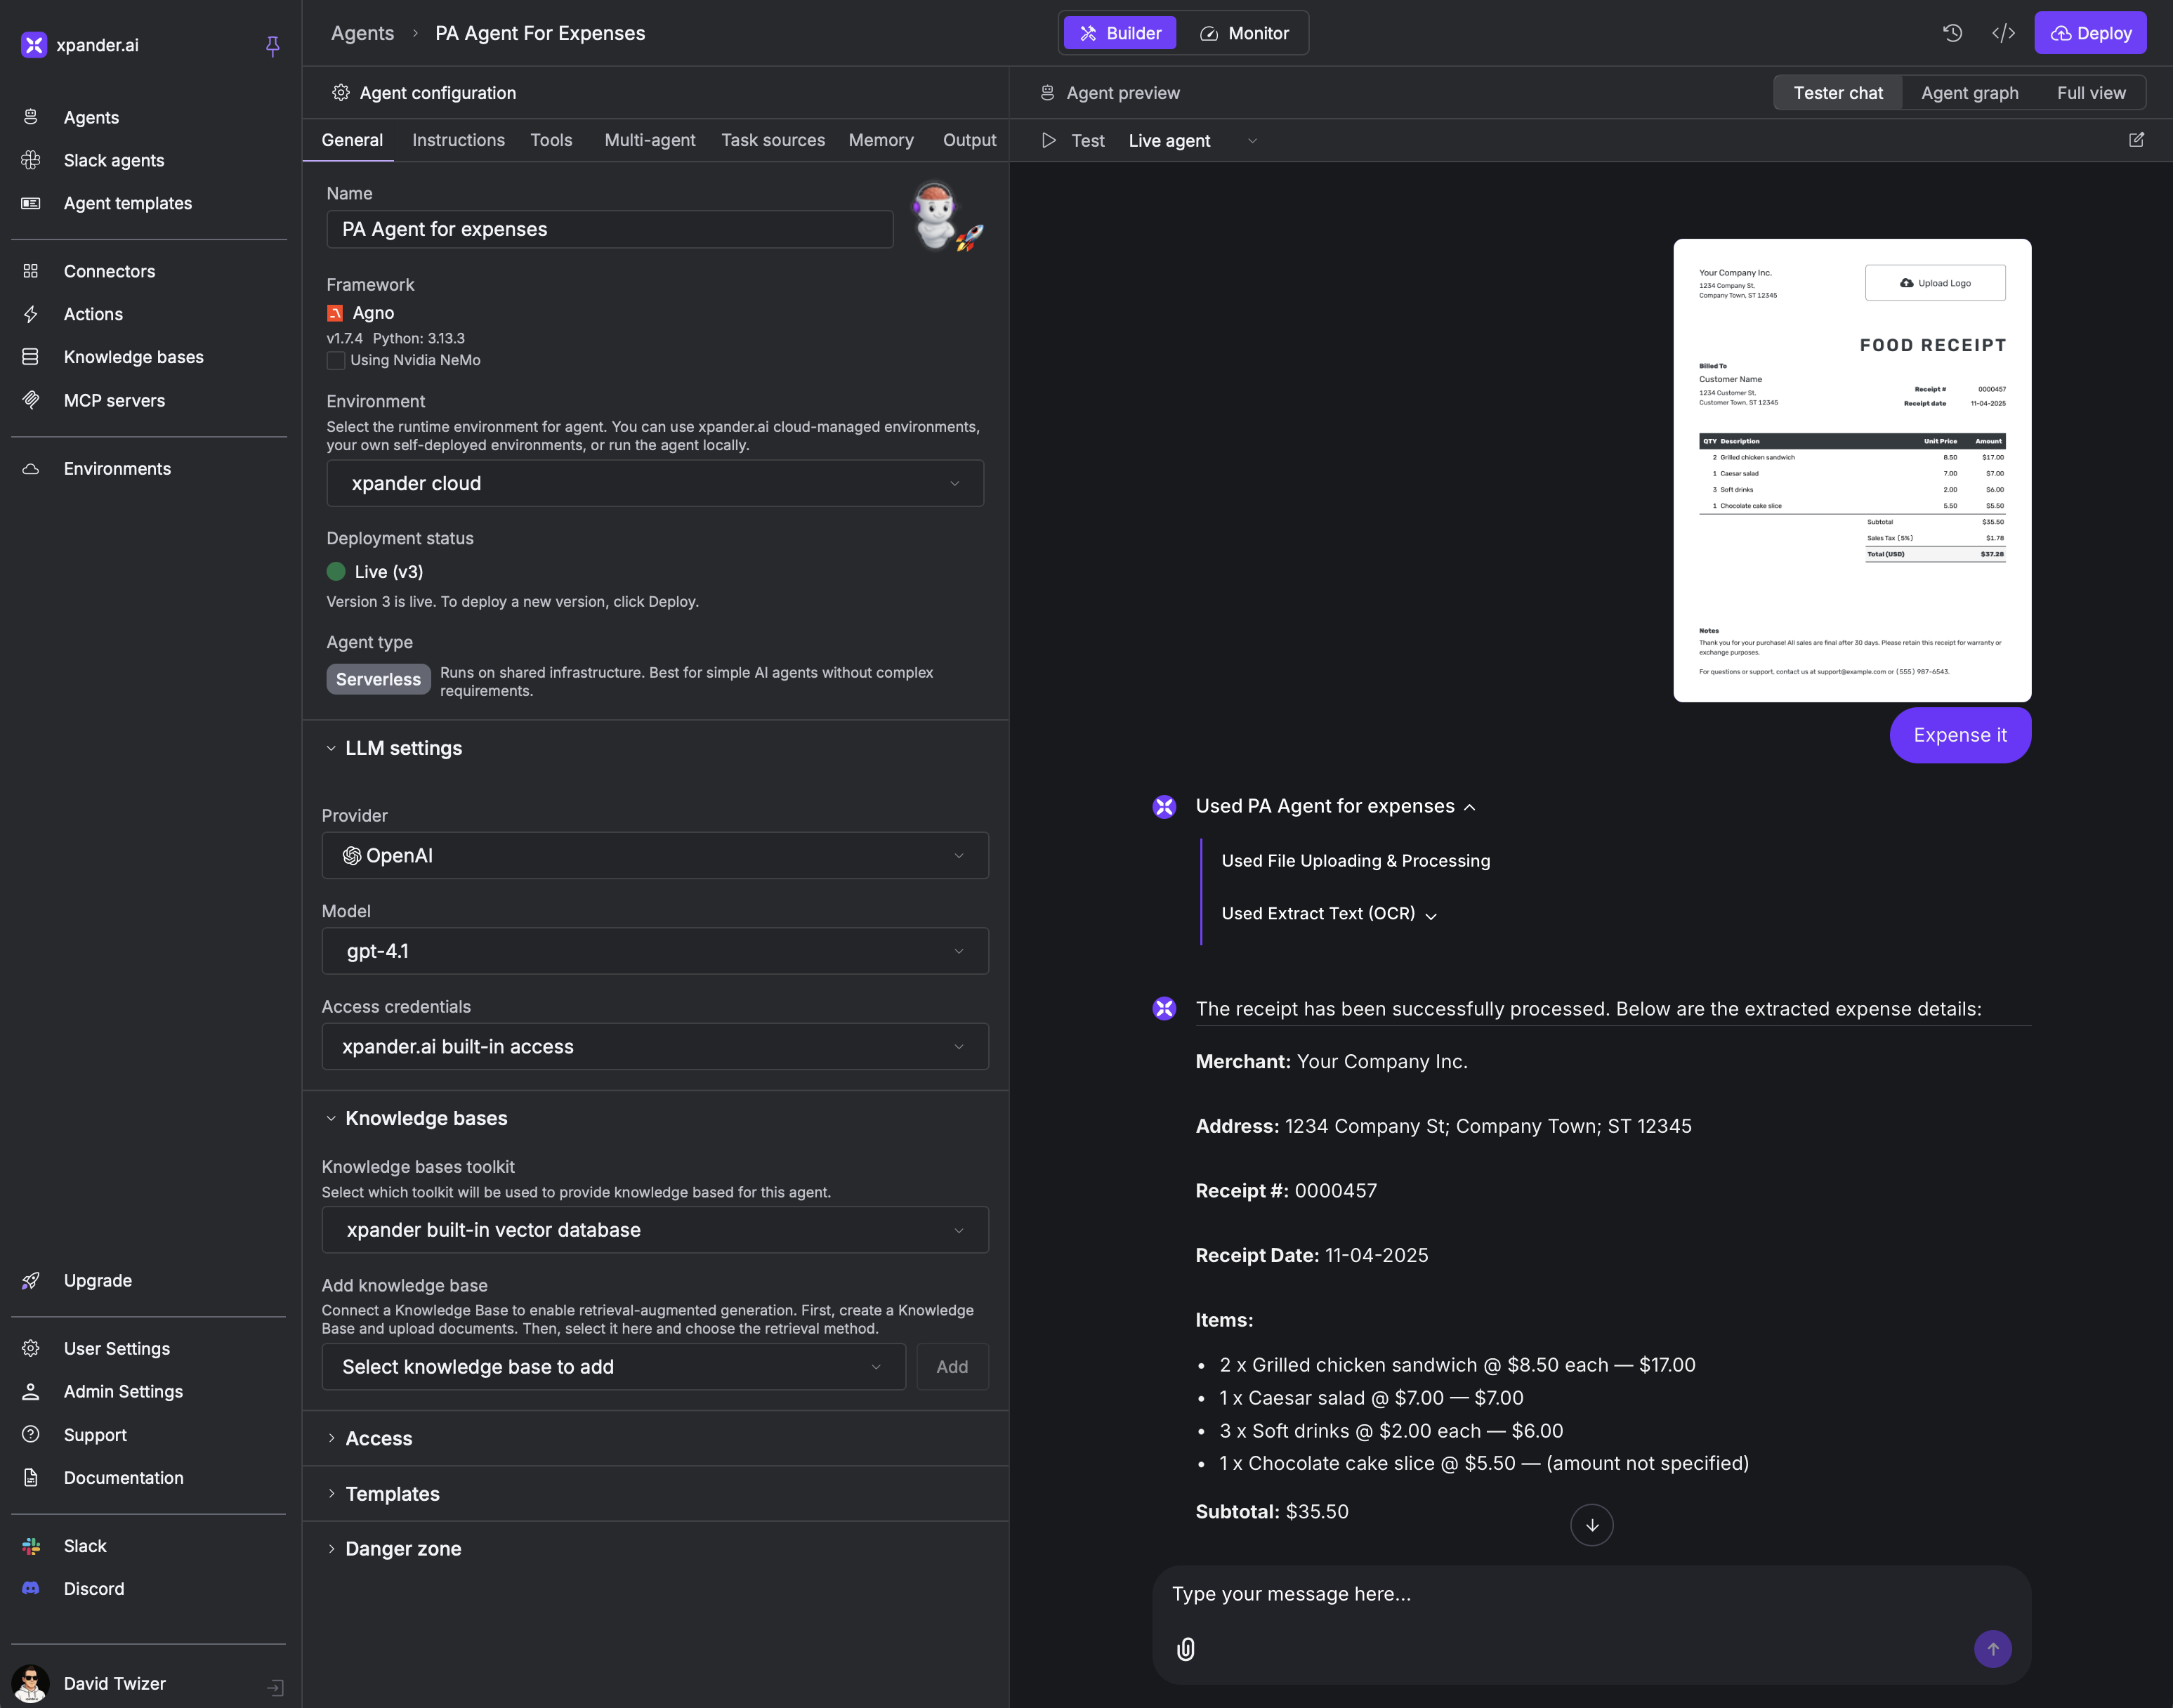 xpander.ai
Agents
Slack agents
Agent templates
Connectors
Actions
Knowledge bases
MCP servers
Environments
Upgrade
User Settings
Admin Settings
Support
Documentation
Slack
Discord
David Twizer
Agents > PA Agent For Expenses
Builder
Monitor
</>
Deploy
Agent configuration
General Instructions Tools Multi-agent Task sources Memory Output
Name
PA Agent for expenses
Framework
Agno
v1.7.4 Python: 3.13.3
Using Nvidia NeMo
Environment
Select the runtime environment for agent. You can use xpander.ai cloud-managed environments,
your own self-deployed environments, or run the agent locally.
xpander cloud
Deployment status
Live (v3)
Version 3 is live. To deploy a new version, click Deploy.
Agent type
Serverless
Runs on shared infrastructure. Best for simple AI agents without complex
requirements.
LLM settings
Provider
OpenAI
Model
gpt-4.1
Access credentials
xpander.ai built-in access
Knowledge bases
Knowledge bases toolkit
Select which toolkit will be used to provide knowledge based for this agent.
xpander built-in vector database
Add knowledge base
Connect a Knowledge Base to enable retrieval-augmented generation. First, create a Knowledge
Base and upload documents. Then, select it here and choose the retrieval method.
Select knowledge base to add
Add
Access
Templates
Danger zone
Agent preview
Tester chat Agent graph Full view
Test Live agent
Your Company Inc.
1234 Company St,
Company Town, ST 12345
Upload Logo
FOOD RECEIPT
Billed To
Customer Name
1234 Customer St,
Customer Town, ST 12345
Receipt # 0000457
Receipt date 11-04-2025
QTY Description Unit Price Amount
2 Grilled chicken sandwich 8.50 $17.00
1 Caesar salad 7.00 $7.00
3 Soft drinks 2.00 $6.00
1 Chocolate cake slice 5.50 $5.50
Subtotal $35.50
Sales Tax (5%) $1.78
Total (USD) $37.28
Notes
Thank you for your purchase! All sales are final after 30 days. Please retain this receipt for warranty or
exchange purposes.
For questions or support, contact us at support@example.com or (555) 987-6543.
Expense it
Used PA Agent for expenses
Used File Uploading & Processing
Used Extract Text (OCR)
The receipt has been successfully processed. Below are the extracted expense details:
Merchant: Your Company Inc.
Address: 1234 Company St; Company Town; ST 12345
Receipt #: 0000457
Receipt Date: 11-04-2025
Items:
• 2 x Grilled chicken sandwich @ $8.50 each — $17.00
• 1 x Caesar salad @ $7.00 — $7.00
• 3 x Soft drinks @ $2.00 each — $6.00
• 1 x Chocolate cake slice @ $5.50 — (amount not specified)
Subtotal: $35.50
Type your message here...